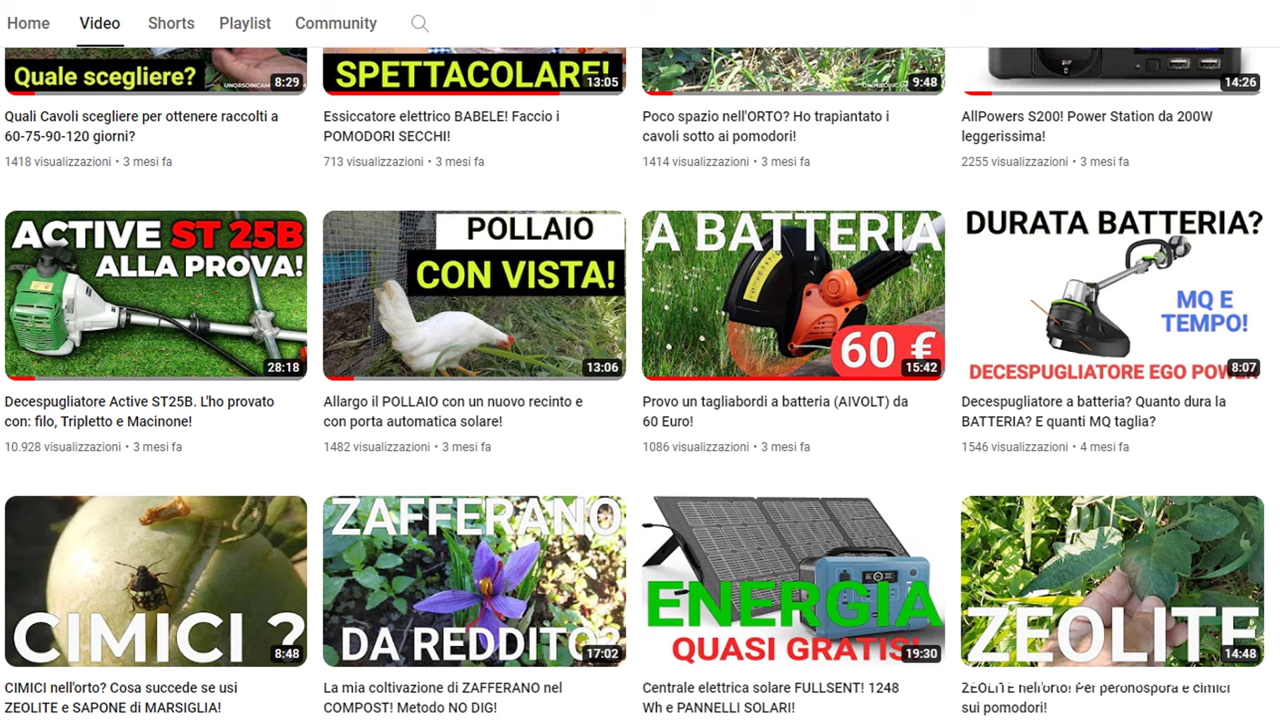 Home Video Shorts Playlist Community
Quale scegliere?
8:29
SPETTACOLARE!
13:05
9:48
14:26
Quali Cavoli scegliere per ottenere raccolti a
60-75-90-120 giorni?
1418 visualizzazioni • 3 mesi fa
Essiccatore elettrico BABELE! Faccio i
POMODORI SECCHI!
713 visualizzazioni • 3 mesi fa
Poco spazio nell'ORTO? Ho trapiantato i
cavoli sotto ai pomodori!
1414 visualizzazioni • 3 mesi fa
AllPowers S200! Power Station da 200W
leggerissima!
2255 visualizzazioni • 3 mesi fa
ACTIVE ST 25B
ALLA PROVA!
28:18
POLLAIO
CON VISTA!
13:06
A BATTERIA
60 €
15:42
DURATA BATTERIA?
MQ E
TEMPO!
DECESPUGLIATORE EGO POWER
8:07
Decespugliatore Active ST25B. L'ho provato
con: filo, Tripletto e Macinone!
10.928 visualizzazioni • 3 mesi fa
Allargo il POLLAIO con un nuovo recinto e
con porta automatica solare!
1482 visualizzazioni • 3 mesi fa
Provo un tagliabordi a batteria (AIVOLT) da
60 Euro!
1086 visualizzazioni • 3 mesi fa
Decespugliatore a batteria? Quanto dura la
BATTERIA? E quanti MQ taglia?
1546 visualizzazioni • 4 mesi fa
CIMICI ?
8:48
ZAFFERANO
DA REDDITO?
17:02
ENERGIA
QUASI GRATIS!
19:30
ZEOLITE
14:48
CIMICI nell'orto? Cosa succede se usi
ZEOLITE e SAPONE di MARSIGLIA!
La mia coltivazione di ZAFFERANO nel
COMPOST! Metodo NO DIG!
Centrale elettrica solare FULLSENT! 1248
Wh e PANNELLI SOLARI!
ZEOLITE nell'orto! Per peronospora e cimici
sui pomodori!